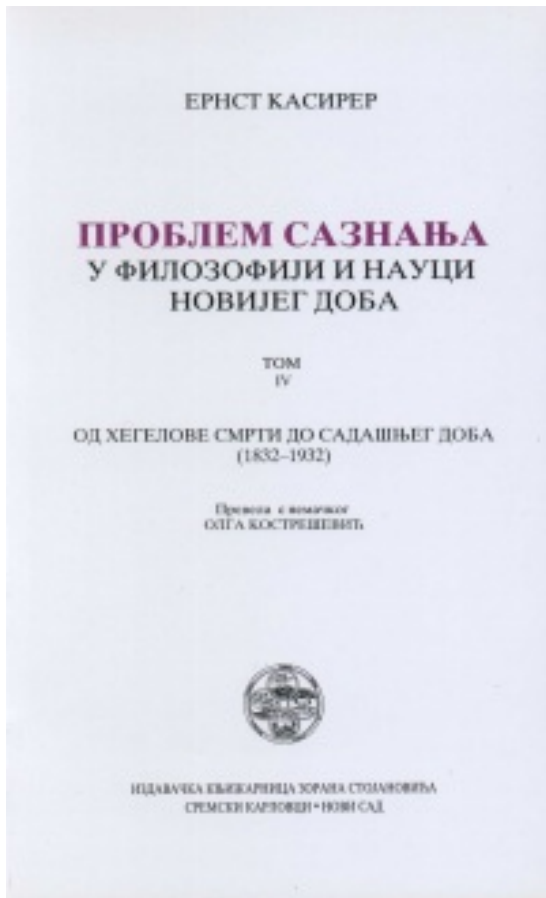 ЕРНСТ КАСИРЕР
ПРОБЛЕМ САЗНАЊА
У ФИЛОЗОФИЈИ И НАУЦИ
НОВИЈЕГ ДОБА
ТОМ
IV
ОД ХЕГЕЛОВЕ СМРТИ ДО САДАШЊЕГ ДОБА
(1832–1932)
Превела с немачког
ОЛГА КОСТРЕШЕВИЋ
ИЗДАВАЧКА КЊИЖАРНИЦА ЗОРАНА СТОЈАНОВИЋА
СРЕМСКИ КАРЛОВЦИ • НОВИ САД